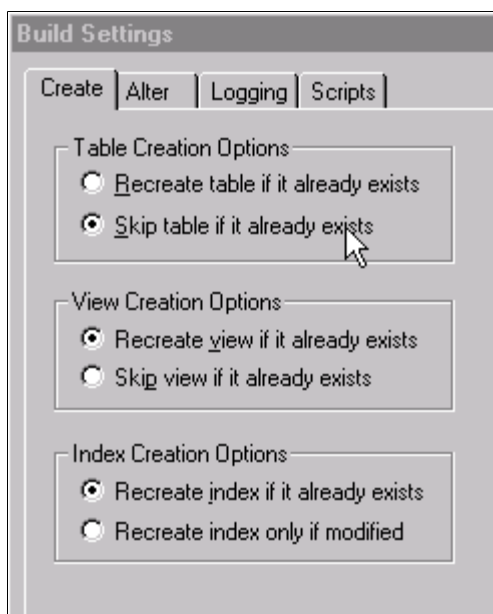 Build Settings
Create Alter Logging Scripts
Table Creation Options
Recreate table if it already exists
Skip table if it already exists
View Creation Options
Recreate view if it already exists
Skip view if it already exists
Index Creation Options
Recreate index if it already exists
Recreate index only if modified